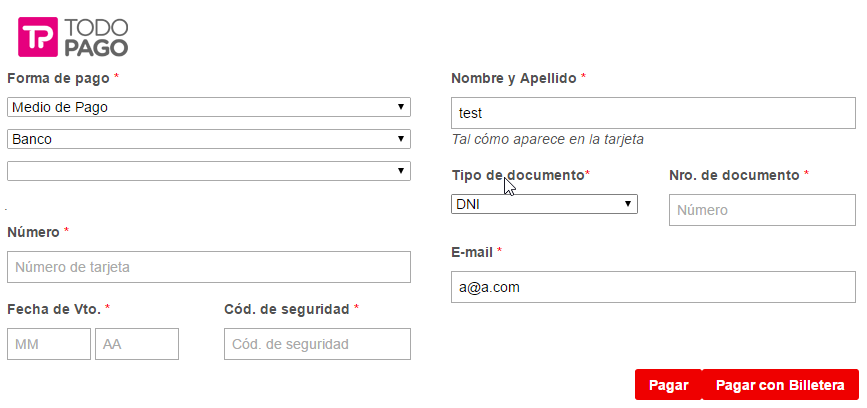 TP TODO
PAGO
Forma de pago *
Medio de Pago
Banco
.
Número *
Número de tarjeta
Fecha de Vto. *
MM
AA
Cód. de seguridad *
Cód. de seguridad
Nombre y Apellido *
test
Tal cómo aparece en la tarjeta
Tipo de documento*
DNI
Nro. de documento *
Número
E-mail *
a@a.com
Pagar
Pagar con Billetera